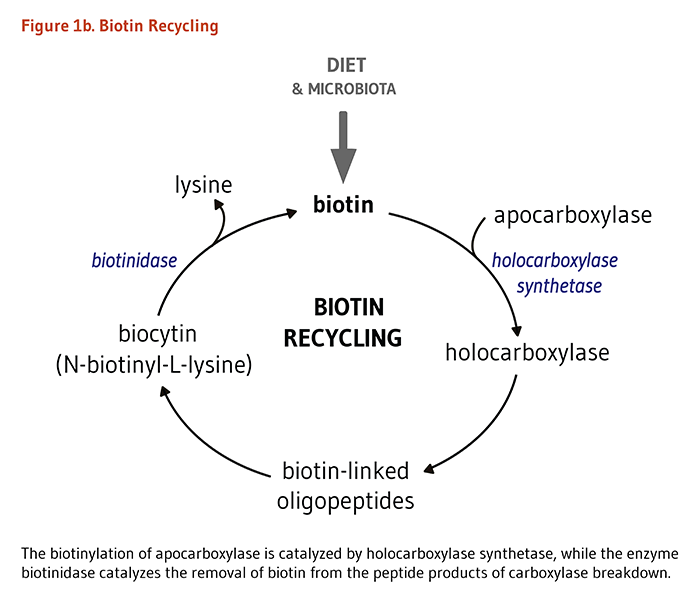 Figure 1b. Biotin Recycling
DIET
& MICROBIOTA
lysine
biotin
apocarboxylase
biotinidase
holocarboxylase
synthetase
BIOTIN
RECYCLING
biocytin
(N-biotinyl-L-lysine)
holocarboxylase
biotin-linked
oligopeptides
The biotinylation of apocarboxylase is catalyzed by holocarboxylase synthetase, while the enzyme
biotinidase catalyzes the removal of biotin from the peptide products of carboxylase breakdown.